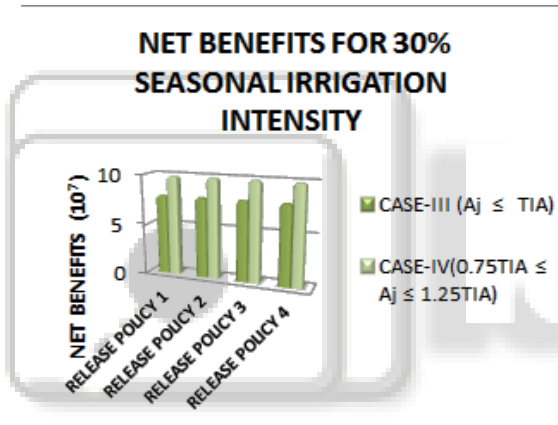 NET BENEFITS FOR 30%
SEASONAL IRRIGATION
INTENSITY
NET BENEFITS (10⁷)
10
5
0
RELEASE POLICY 1
RELEASE POLICY 2
RELEASE POLICY 3
RELEASE POLICY 4
CASE-III (Aj ≤ TIA)
CASE-IV(0.75TIA ≤
Aj ≤ 1.25TIA)